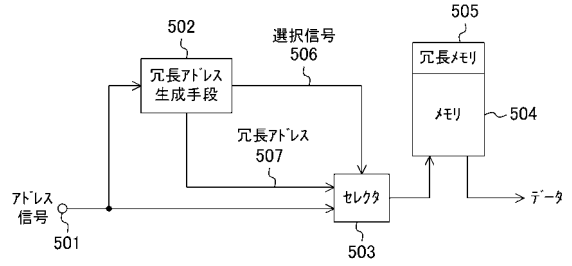 502
冗長アドレス
生成手段
選択信号
506
505
冗長メモリ
メモリ
504
冗長アドレス
507
アドレス
信号
501
セレクタ
503
データ